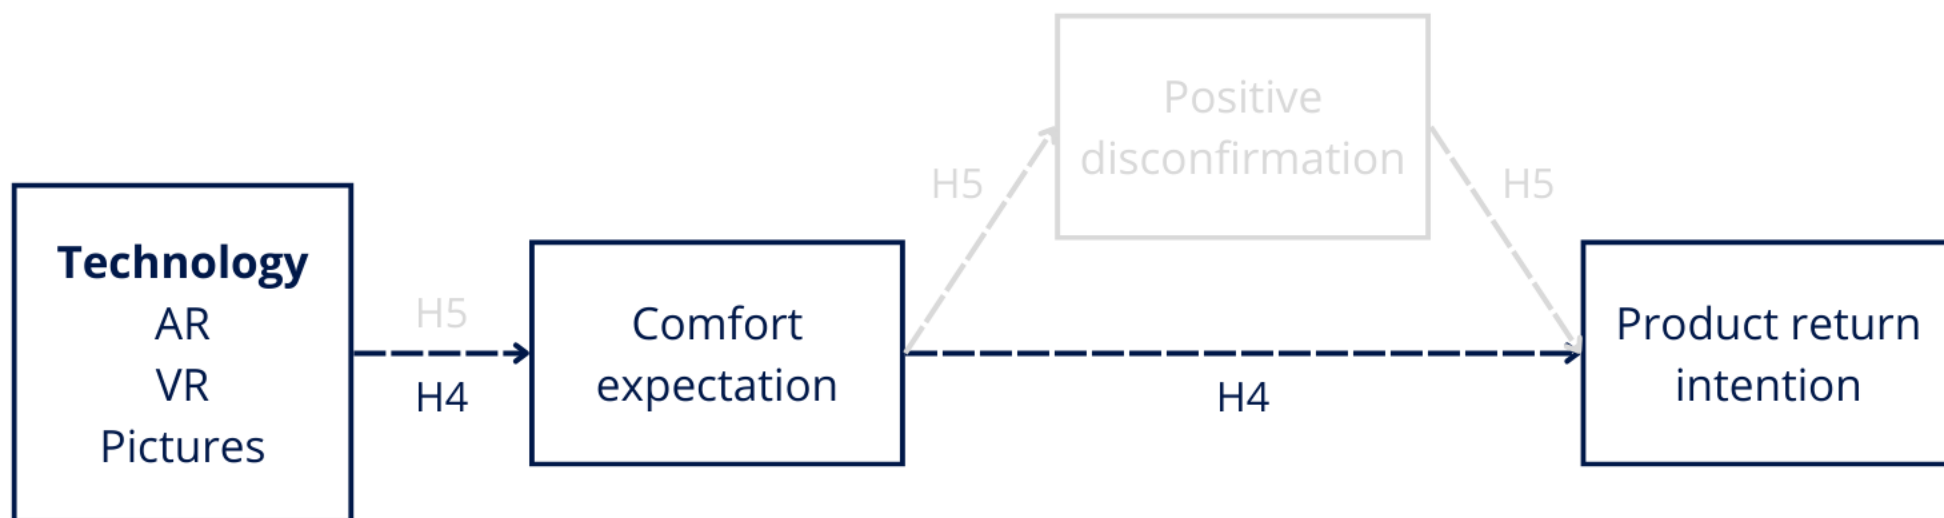 Positive
disconfirmation
H5
H5
Technology
AR
VR
Pictures
H5
H4
Comfort
expectation
H4
Product return
intention